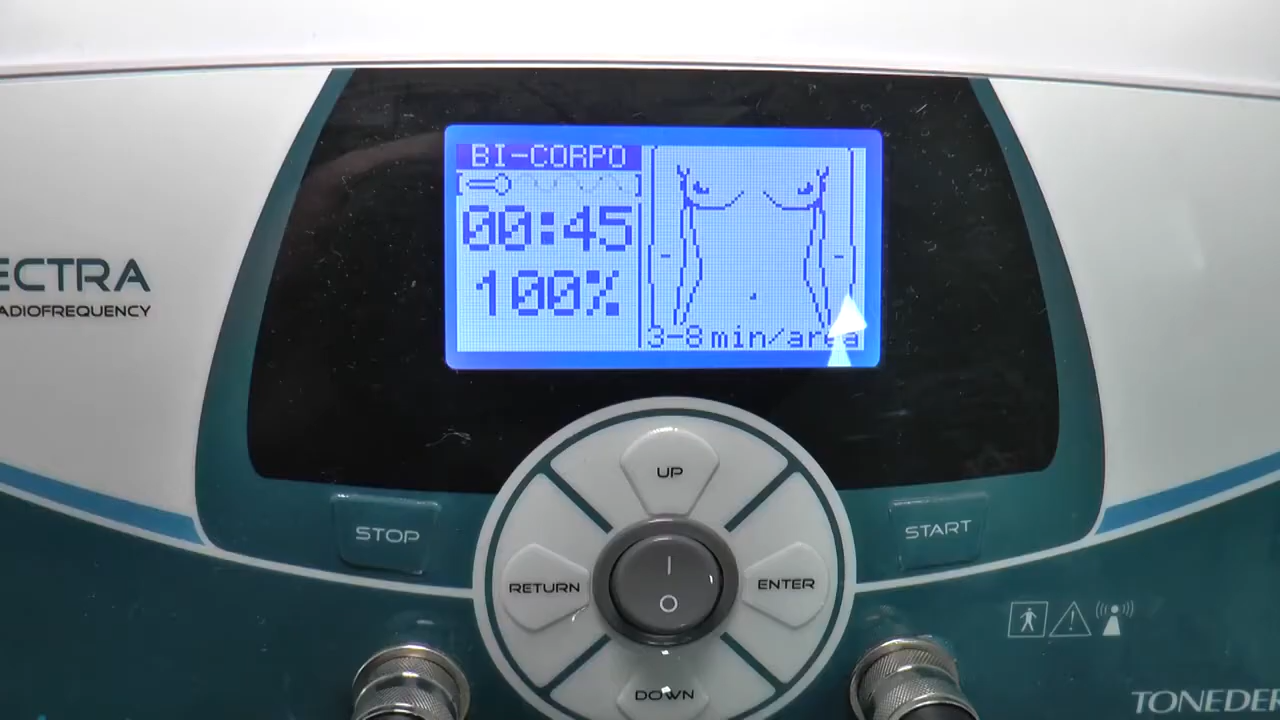 BI-CORPO
00:45
100%
3-8 min/area
ECTRA
ADIOFREQUENCY
UP
STOP
START
RETURN
ENTER
DOWN
TONEDER